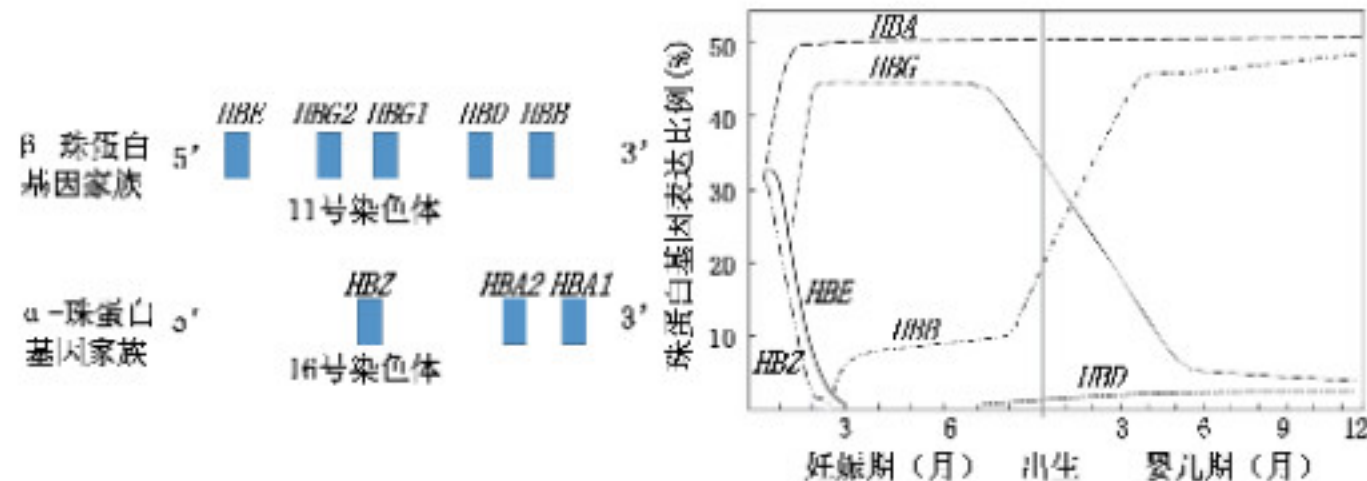 HBE HBG2 HBG1 HBD HBB
β-珠蛋白
基因家族
5' 3'
11号染色体
HBZ HBA2 HBA1
α-珠蛋白
基因家族
5' 3'
16号染色体
珠蛋白基因表达比例(%)
50
40
30
20
10
HBA
HBG
HBE
HBB
HBZ
HBD
3 6 3 6 9 12
妊娠期（月） 出生 婴儿期（月）